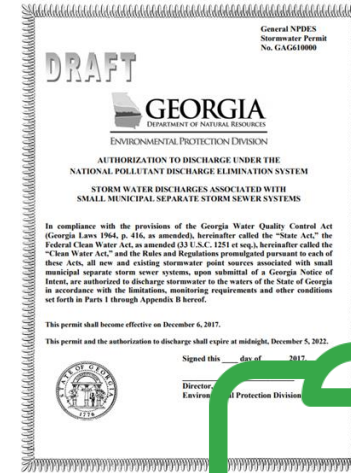 General NPDES
Stormwater Permit
No. GAG610000
DRAFT
GEORGIA
DEPARTMENT OF NATURAL RESOURCES
ENVIRONMENTAL PROTECTION DIVISION
AUTHORIZATION TO DISCHARGE UNDER THE
NATIONAL POLLUTANT DISCHARGE ELIMINATION SYSTEM
STORM WATER DISCHARGES ASSOCIATED WITH
SMALL MUNICIPAL SEPARATE STORM SEWER SYSTEMS
In compliance with the provisions of the Georgia Water Quality Control Act
(Georgia Laws 1964, p. 416, as amended), hereinafter called the “State Act,” the
Federal Clean Water Act, as amended (33 U.S.C. 1251 et seq.), hereinafter called the
“Clean Water Act,” and the Rules and Regulations promulgated pursuant to each of
these Acts, all new and existing stormwater point sources associated with small
municipal separate storm sewer systems, upon submittal of a Georgia Notice of
Intent, are authorized to discharge stormwater to the waters of the State of Georgia
in accordance with the limitations, monitoring requirements and other conditions
set forth in Parts 1 through Appendix B hereof.
This permit shall become effective on December 6, 2017.
This permit and the authorization to discharge shall expire at midnight, December 5, 2022.
Signed this ____ day of ____ 2017.
Director,
Protection Division
STATE OF GEORGIA
1776